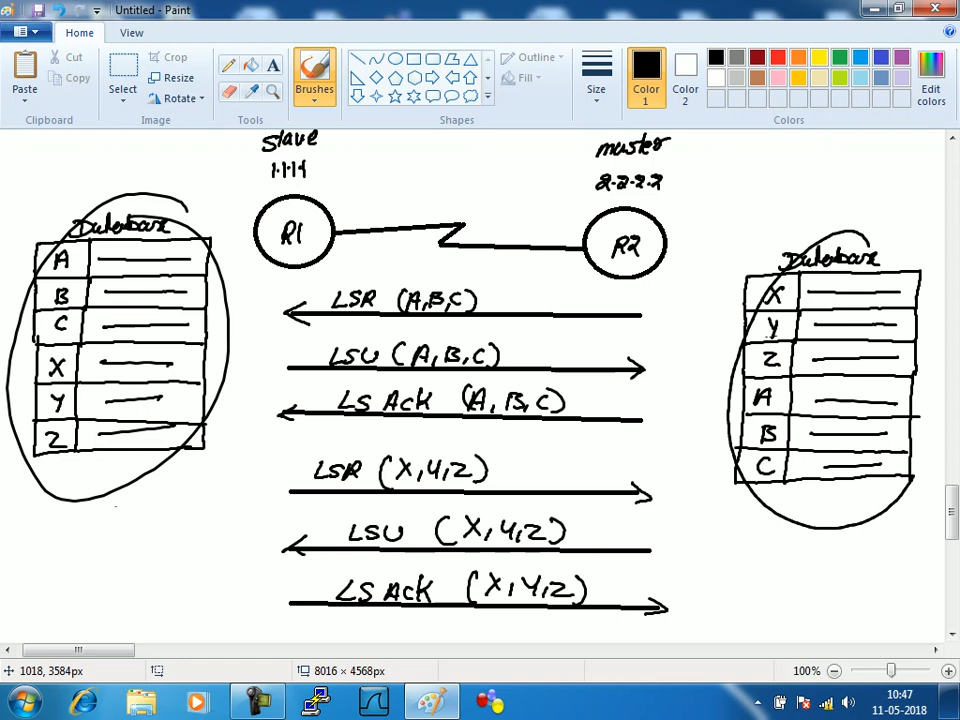 Untitled - Paint
Home
View
Paste
Cut
Copy
Clipboard
Select
Crop
Resize
Rotate
Image
Tools
Brushes
Shapes
Outline
Fill
Size
Color 1
Color 2
Edit colors
Colors
slave
master
1.1.1.1
2.2.2.2
R1
R2
Database
A
B
C
X
Y
Z
Database
X
Y
Z
A
B
C
LSR (A,B,C)
LSU (A,B,C)
LS Ack (A,B,C)
LSR (X,Y,Z)
LSU (X,Y,Z)
LS Ack (X,Y,Z)
1018, 3584px
8016 × 4568px
100%
10:47
11-05-2018